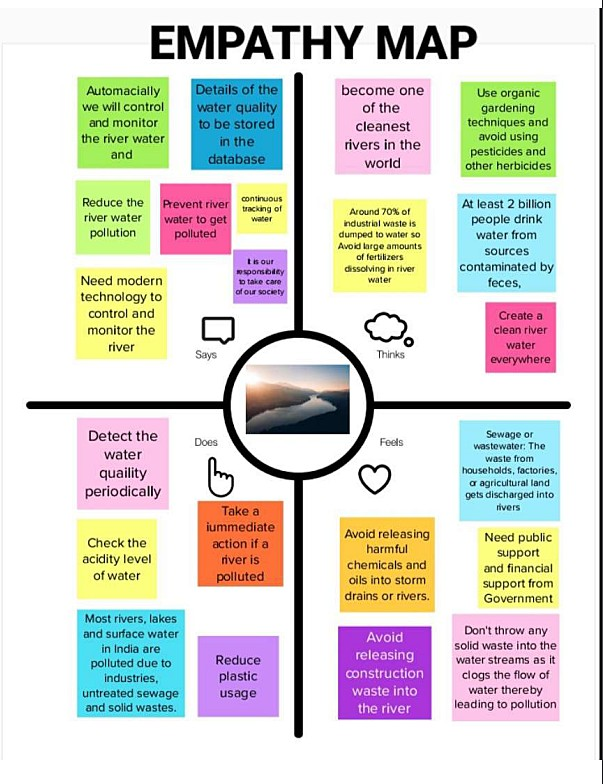 EMPATHY MAP
Automacially
we will control
and monitor
the river water
and
Details of the
water quality
to be stored
in the
database
Reduce the
river water
pollution
Prevent river
water to get
polluted
continuous
tracking of
water
It is our
responsibility
to take care
of our society
Need modern
technology to
control and
monitor the
river
Says
become one
of the
cleanest
rivers in the
world
Use organic
gardening
techniques and
avoid using
pesticides and
other herbicides
Around 70% of
industrial waste is
dumped to water so
Avoid large amounts
of fertilizers
dissolving in river
water
At least 2 billion
people drink
water from
sources
contaminated by
feces,
Create a
clean river
water
everywhere
Thinks
Does
Detect the
water
quaility
periodically
Check the
acidity level
of water
Take a
iummediate
action if a
river is
polluted
Most rivers, lakes
and surface water
in India are
polluted due to
industries,
untreated sewage
and solid wastes.
Reduce
plastic
usage
Feels
Sewage or
wastewater: The
waste from
households, factories,
or agricultural land
gets discharged into
rivers
Avoid releasing
harmful
chemicals and
oils into storm
drains or rivers.
Need public
support
and financial
support from
Government
Avoid
releasing
construction
waste into
the river
Don't throw any
solid waste into the
water streams as it
clogs the flow of
water thereby
leading to pollution